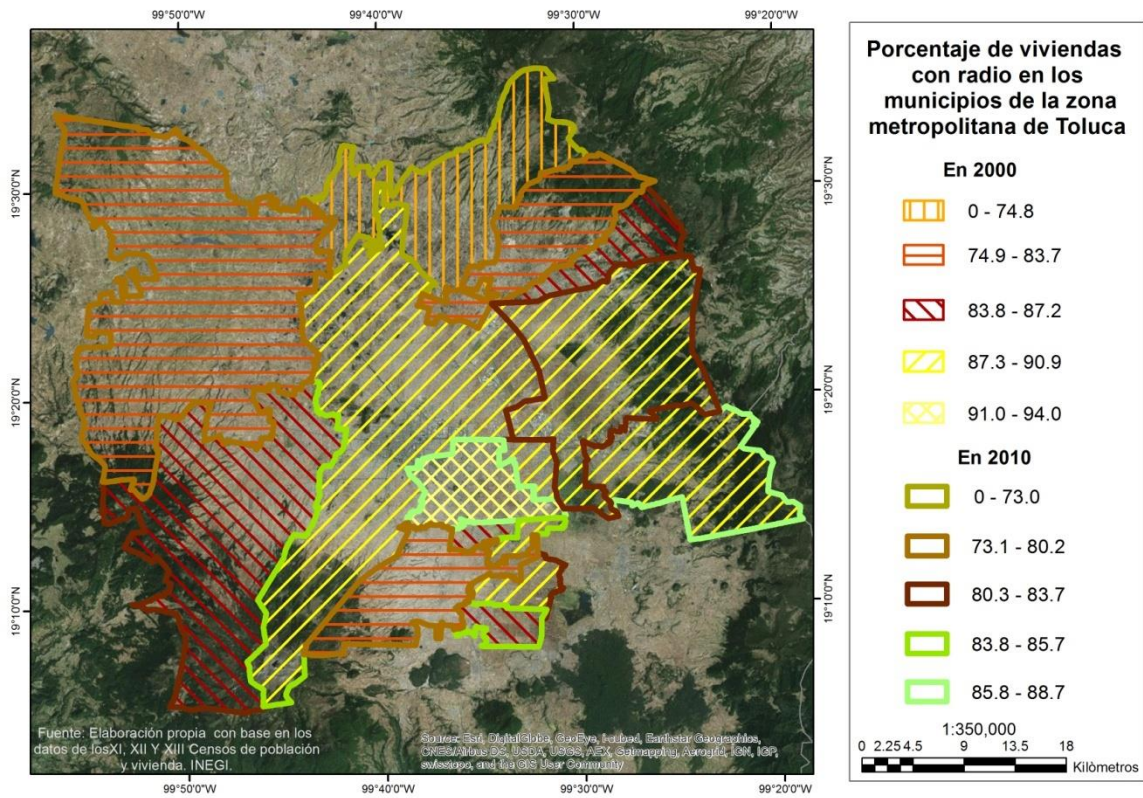 99°50'0"W 99°40'0"W 99°30'0"W 99°20'0"W
19°30'0"N 19°30'0"N
19°20'0"N 19°20'0"N
19°10'0"N 19°10'0"N
Fuente: Elaboración propia con base en los
datos de losXI, XII Y XIII Censos de población
y vivienda. INEGI.
Source: Esri, DigitalGlobe, GeoEye, i-cubed, Earthstar Geographics,
CNES/Airbus DS, USDA, USGS, AEX, Getmapping, Aerogrid, IGN, IGP,
swisstopo, and the GIS User Community
99°50'0"W 99°40'0"W 99°30'0"W 99°20'0"W
Porcentaje de viviendas
con radio en los
municipios de la zona
metropolitana de Toluca
En 2000
0 - 74.8
74.9 - 83.7
83.8 - 87.2
87.3 - 90.9
91.0 - 94.0
En 2010
0 - 73.0
73.1 - 80.2
80.3 - 83.7
83.8 - 85.7
85.8 - 88.7
1:350,000
0 2.25 4.5 9 13.5 18
Kilòmetros